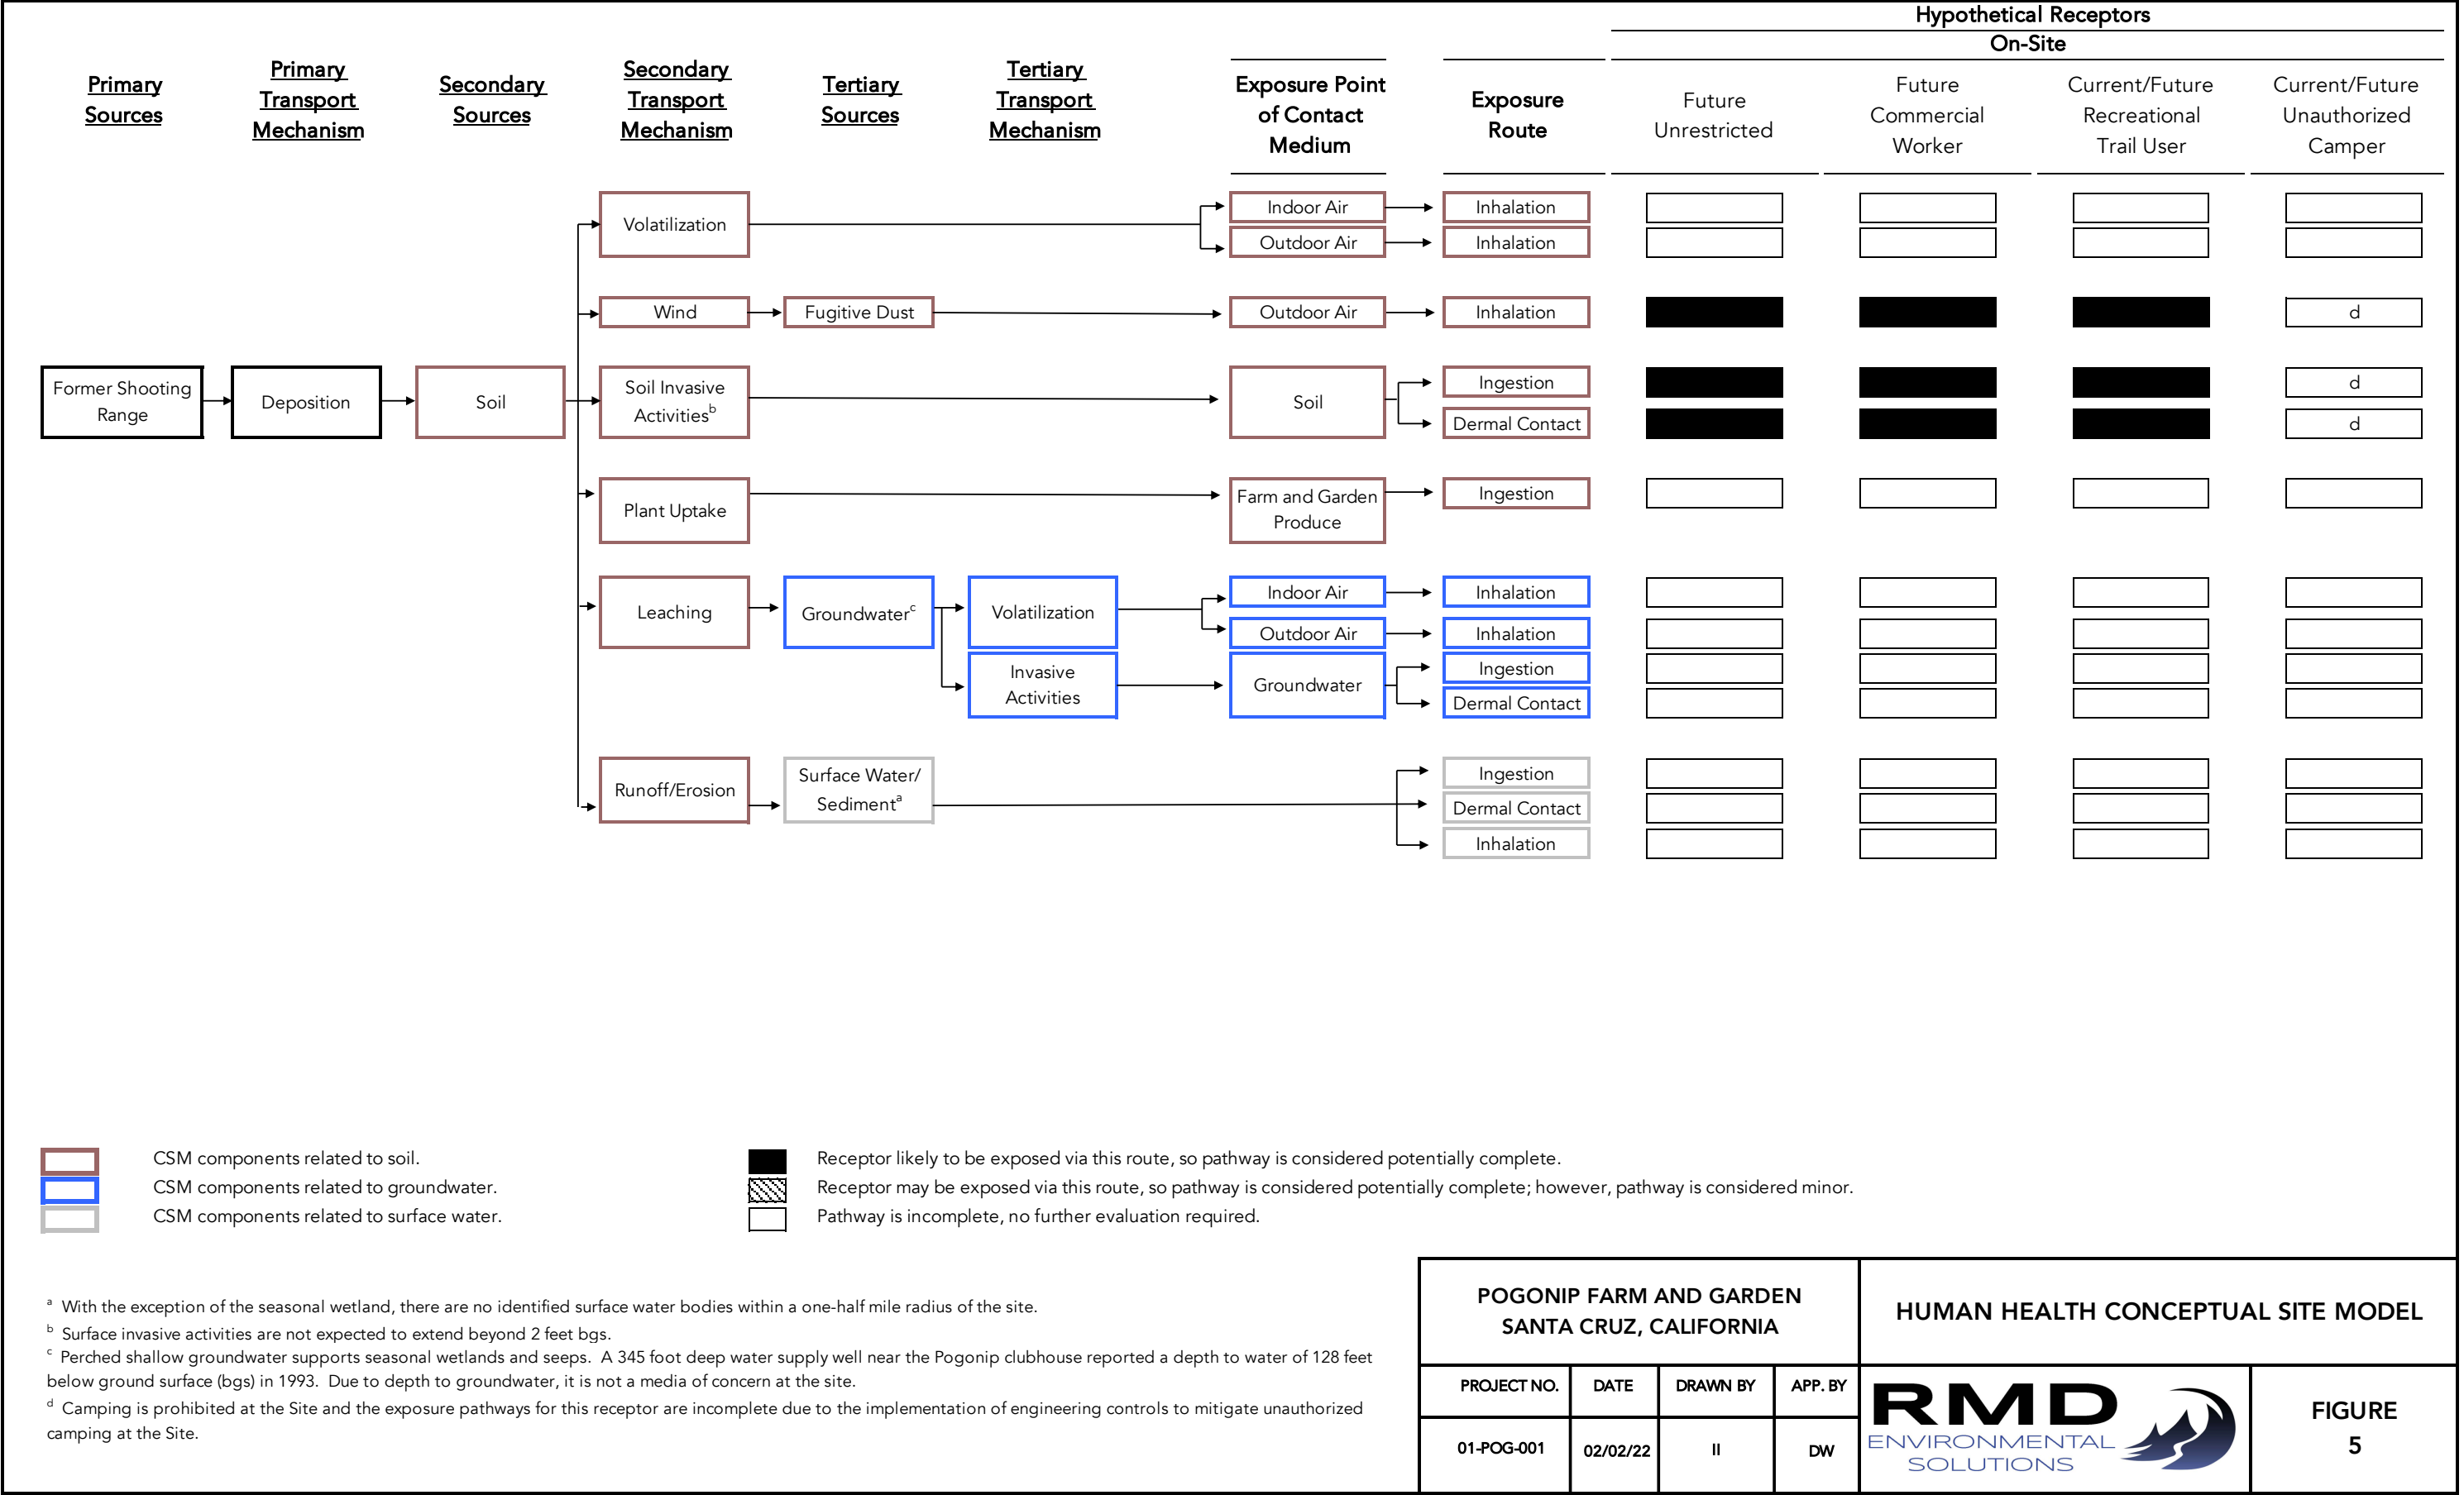 Hypothetical Receptors
On-Site
Primary
Sources
Primary
Transport
Mechanism
Secondary
Sources
Secondary
Transport
Mechanism
Tertiary
Sources
Tertiary
Transport
Mechanism
Exposure Point
of Contact
Medium
Exposure
Route
Future
Unrestricted
Future
Commercial
Worker
Current/Future
Recreational
Trail User
Current/Future
Unauthorized
Camper
Volatilization
Indoor Air
Inhalation
Outdoor Air
Inhalation
Wind
Fugitive Dust
Outdoor Air
Inhalation
d
Former Shooting
Range
Deposition
Soil
Soil Invasive
Activities^b
Soil
Ingestion
d
Dermal Contact
d
Plant Uptake
Farm and Garden
Produce
Ingestion
Leaching
Groundwater^c
Volatilization
Indoor Air
Inhalation
Outdoor Air
Inhalation
Invasive
Activities
Groundwater
Ingestion
Dermal Contact
Runoff/Erosion
Surface Water/
Sediment^a
Ingestion
Dermal Contact
Inhalation
CSM components related to soil.
CSM components related to groundwater.
CSM components related to surface water.
Receptor likely to be exposed via this route, so pathway is considered potentially complete.
Receptor may be exposed via this route, so pathway is considered potentially complete; however, pathway is considered minor.
Pathway is incomplete, no further evaluation required.
a With the exception of the seasonal wetland, there are no identified surface water bodies within a one-half mile radius of the site.
b Surface invasive activities are not expected to extend beyond 2 feet bgs.
c Perched shallow groundwater supports seasonal wetlands and seeps. A 345 foot deep water supply well near the Pogonip clubhouse reported a depth to water of 128 feet
below ground surface (bgs) in 1993. Due to depth to groundwater, it is not a media of concern at the site.
d Camping is prohibited at the Site and the exposure pathways for this receptor are incomplete due to the implementation of engineering controls to mitigate unauthorized
camping at the Site.
POGONIP FARM AND GARDEN
SANTA CRUZ, CALIFORNIA
HUMAN HEALTH CONCEPTUAL SITE MODEL
PROJECT NO.
DATE
DRAWN BY
APP. BY
01-POG-001
02/02/22
II
DW
RMD
ENVIRONMENTAL
SOLUTIONS
FIGURE
5